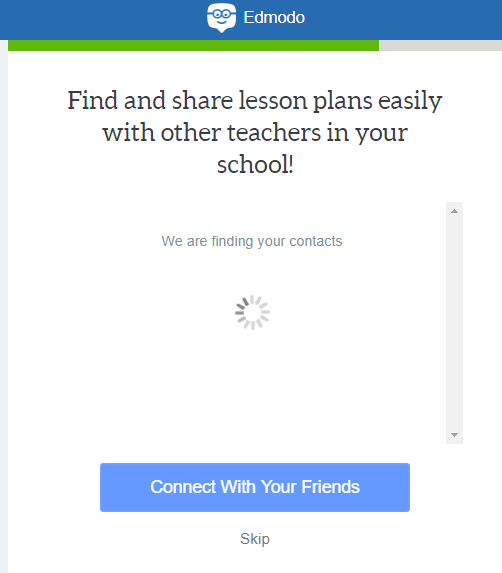 Edmodo
Find and share lesson plans easily
with other teachers in your
school!
We are finding your contacts
Connect With Your Friends
Skip